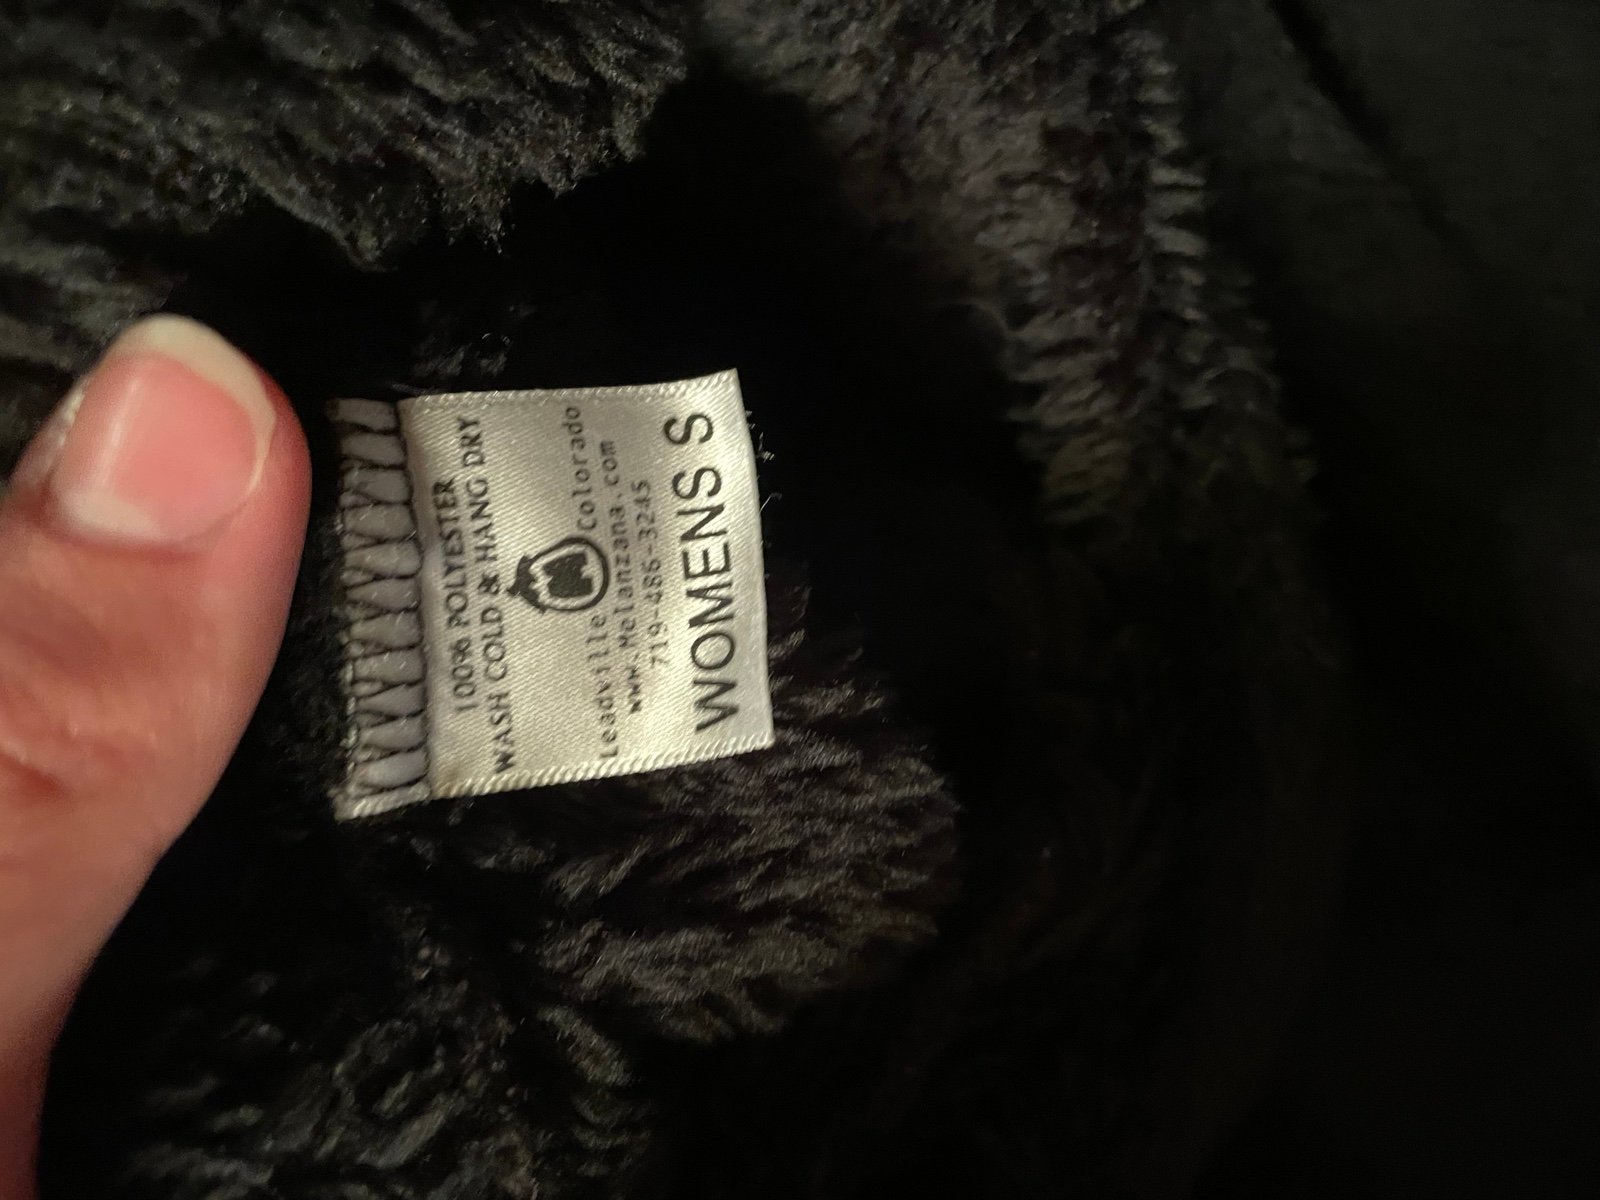 100% POLYESTER
WASH COLD & HANG DRY
Leadville Colorado
www.Melanzana.com
719-486-3245
WOMENS S